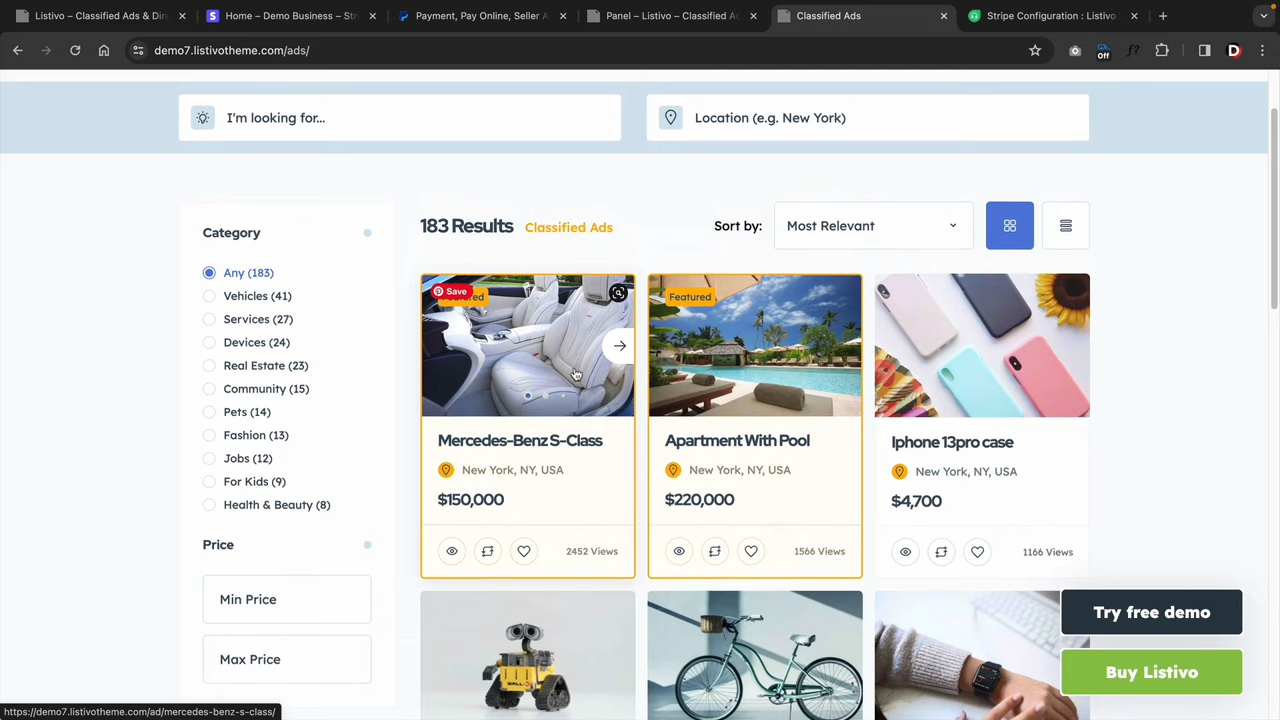 Listivo – Classified Ads & Dir
Home – Demo Business – Str
Payment, Pay Online, Seller A
Panel – Listivo – Classified Ad
Classified Ads
Stripe Configuration : Listivo
demo7.listivotheme.com/ads/
Off
f?
D
I'm looking for...
Location (e.g. New York)
Category
Any (183)
Vehicles (41)
Services (27)
Devices (24)
Real Estate (23)
Community (15)
Pets (14)
Fashion (13)
Jobs (12)
For Kids (9)
Health & Beauty (8)
Price
Min Price
Max Price
183 Results
Classified Ads
Sort by:
Most Relevant
Save
Featured
Mercedes-Benz S-Class
New York, NY, USA
$150,000
2452 Views
Featured
Apartment With Pool
New York, NY, USA
$220,000
1566 Views
Iphone 13pro case
New York, NY, USA
$4,700
1166 Views
Try free demo
Buy Listivo
https://demo7.listivotheme.com/ad/mercedes-benz-s-class/